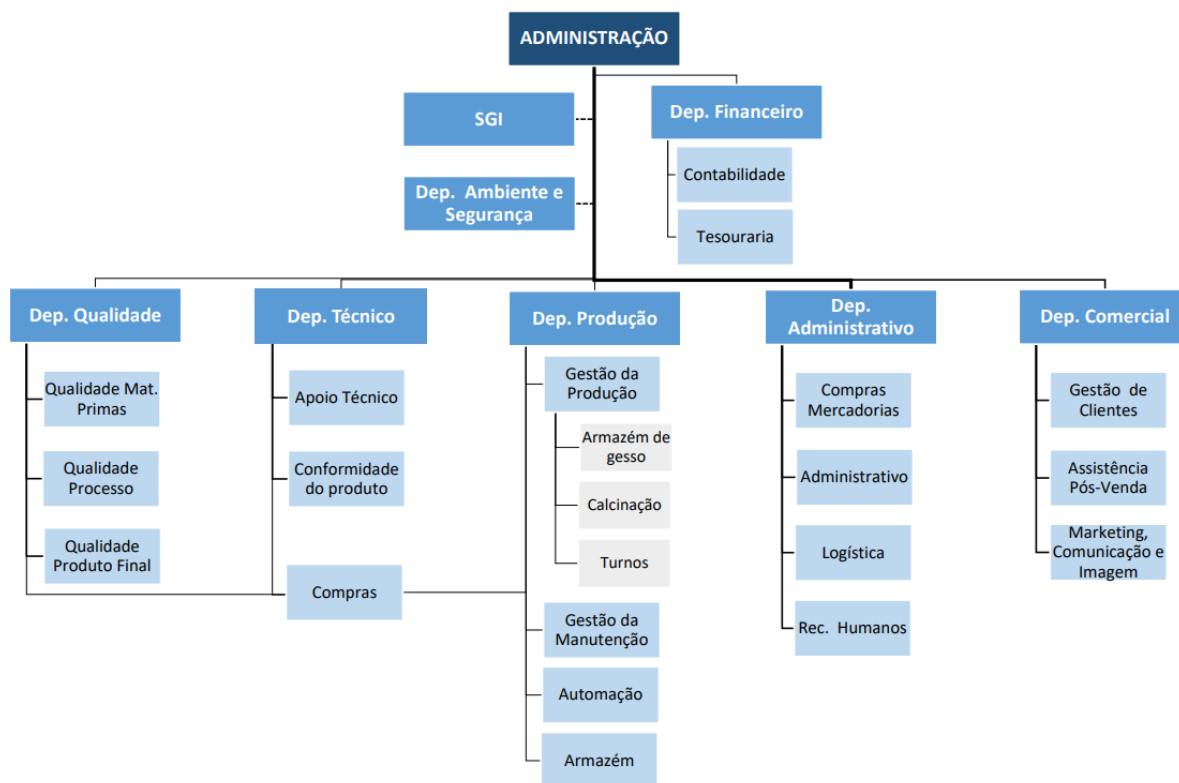 ADMINISTRAÇÃO
SGI
Dep. Financeiro
Contabilidade
Dep. Ambiente e
Segurança
Tesouraria
Dep. Qualidade
Qualidade Mat.
Primas
Qualidade
Processo
Qualidade
Produto Final
Dep. Técnico
Apoio Técnico
Conformidade
do produto
Compras
Dep. Produção
Gestão da
Produção
Armazém de
gesso
Calcinação
Turnos
Gestão da
Manutenção
Automação
Armazém
Dep.
Administrativo
Compras
Mercadorias
Administrativo
Logística
Rec. Humanos
Dep. Comercial
Gestão de
Clientes
Assistência
Pós-Venda
Marketing,
Comunicação e
Imagem